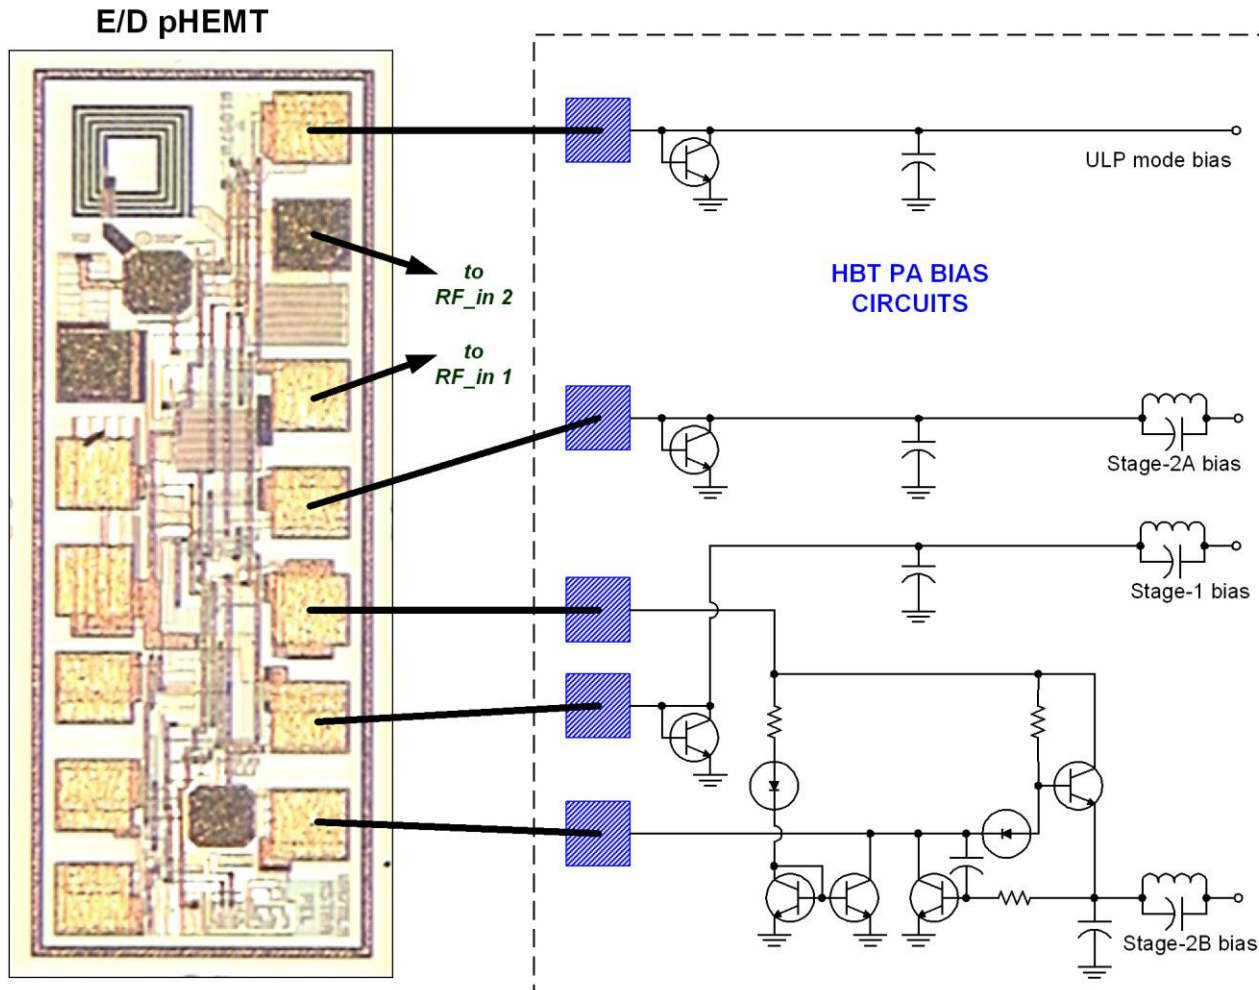 E/D pHEMT
ULP mode bias
to
RF_in 2
HBT PA BIAS
CIRCUITS
to
RF_in 1
Stage-2A bias
Stage-1 bias
Stage-2B bias